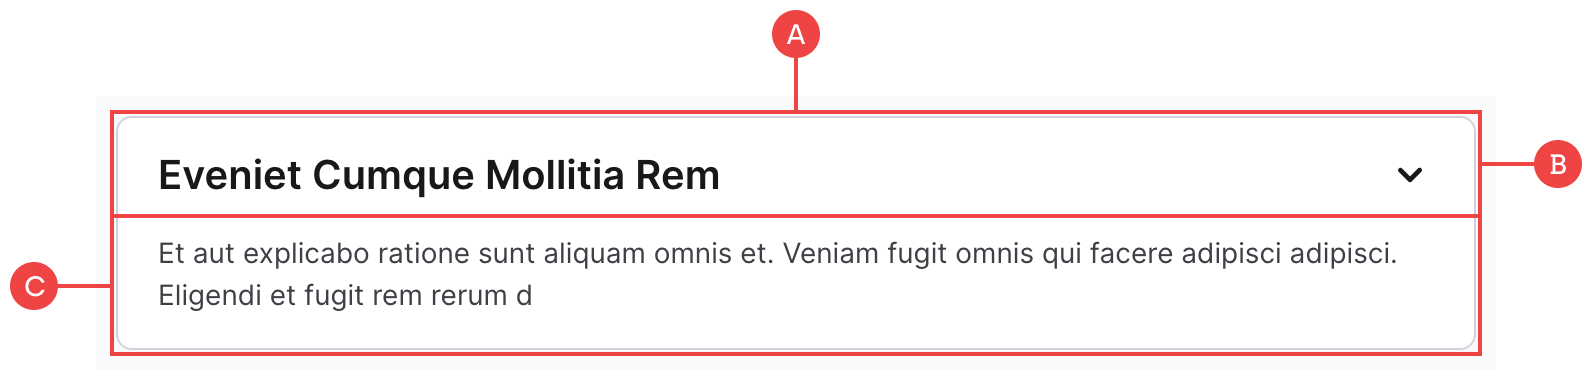 A
Eveniet Cumque Mollitia Rem
B
Et aut explicabo ratione sunt aliquam omnis et. Veniam fugit omnis qui facere adipisci adipisci.
Eligendi et fugit rem rerum d
C